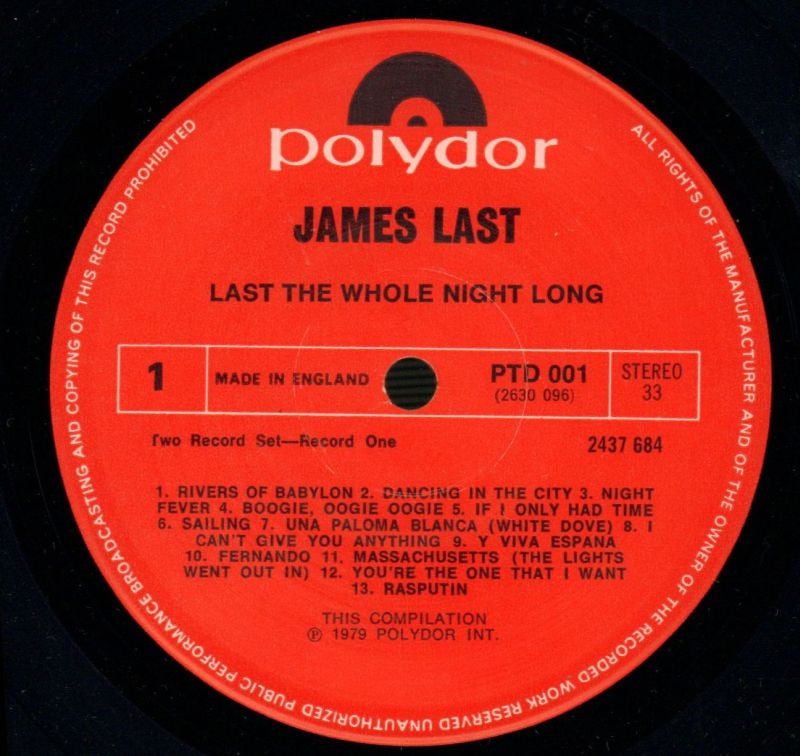 polydor
JAMES LAST
LAST THE WHOLE NIGHT LONG
1
MADE IN ENGLAND
PTD 001
(2630 096)
STEREO
33
Two Record Set—Record One
2437 684
1. RIVERS OF BABYLON 2. DANCING IN THE CITY 3. NIGHT
FEVER 4. BOOGIE, OOGIE OOGIE 5. IF I ONLY HAD TIME
6. SAILING 7. UNA PALOMA BLANCA (WHITE DOVE) 8. I
CAN'T GIVE YOU ANYTHING 9. Y VIVA ESPANA
10. FERNANDO 11. MASSACHUSETTS (THE LIGHTS
WENT OUT IN) 12. YOU'RE THE ONE THAT I WANT
13. RASPUTIN
THIS COMPILATION
℗ 1979 POLYDOR INT.
ALL RIGHTS OF THE MANUFACTURER AND OF THE OWNER OF THE RECORDED WORK RESERVED UNAUTHORIZED PUBLIC PERFORMANCE BROADCASTING AND COPYING OF THIS RECORD PROHIBITED